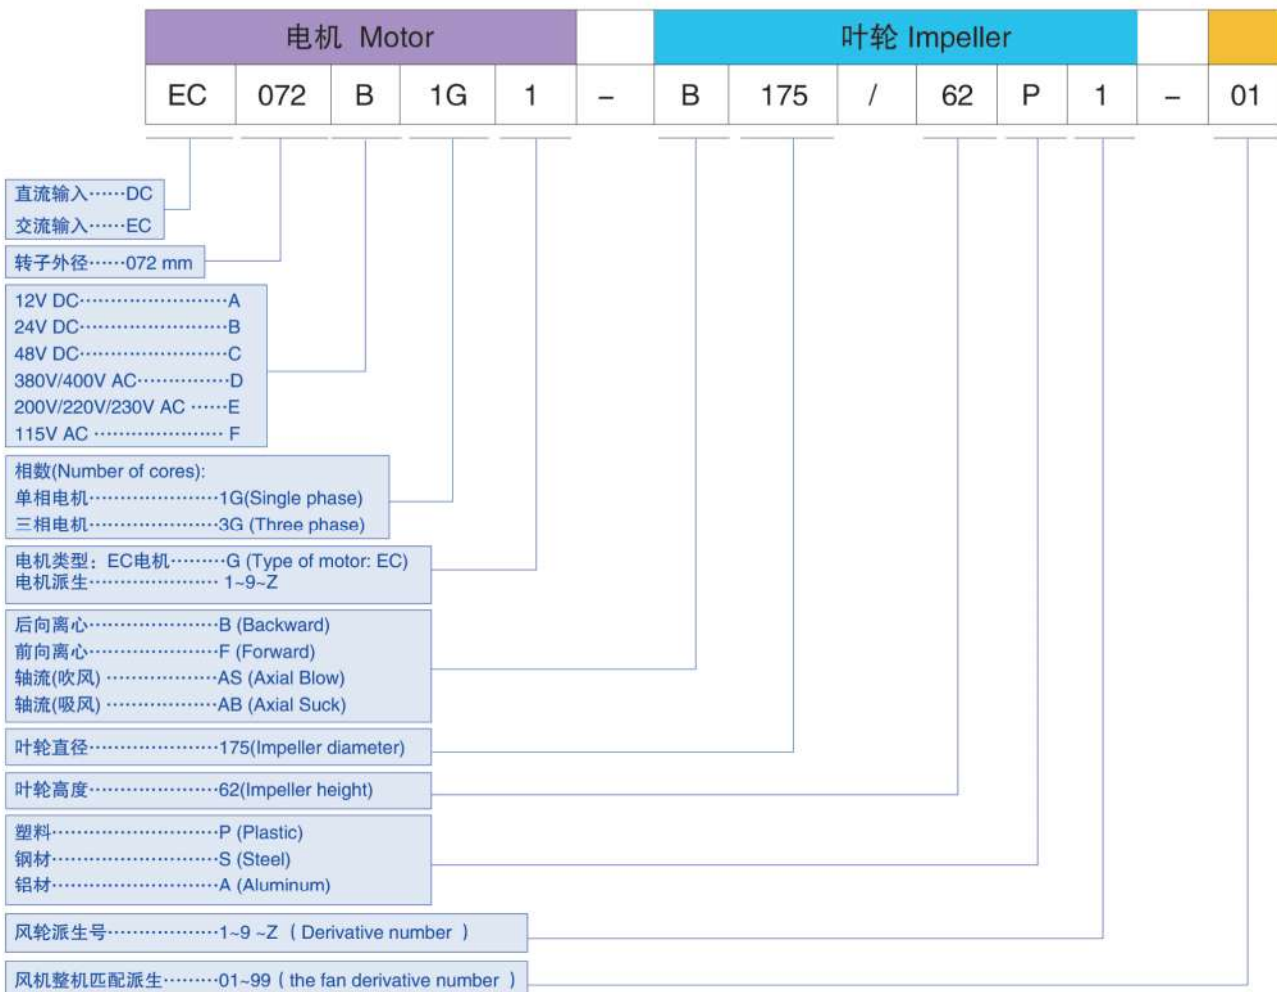 电机 Motor 叶轮 Impeller
EC 072 B 1G 1 – B 175 / 62 P 1 – 01
直流输入······DC
交流输入······EC
转子外径······072 mm
12V DC························A
24V DC························B
48V DC························C
380V/400V AC···············D
200V/220V/230V AC ······E
115V AC ····················· F
相数(Number of cores):
单相电机·····················1G(Single phase)
三相电机·····················3G (Three phase)
电机类型：EC电机·········G (Type of motor: EC)
电机派生····················· 1~9~Z
后向离心·····················B (Backward)
前向离心·····················F (Forward)
轴流(吹风) ··················AS (Axial Blow)
轴流(吸风) ··················AB (Axial Suck)
叶轮直径·····················175(Impeller diameter)
叶轮高度·····················62(Impeller height)
塑料···························P (Plastic)
钢材···························S (Steel)
铝材···························A (Aluminum)
风轮派生号··················1~9 ~Z （ Derivative number ）
风机整机匹配派生·········01~99（ the fan derivative number ）